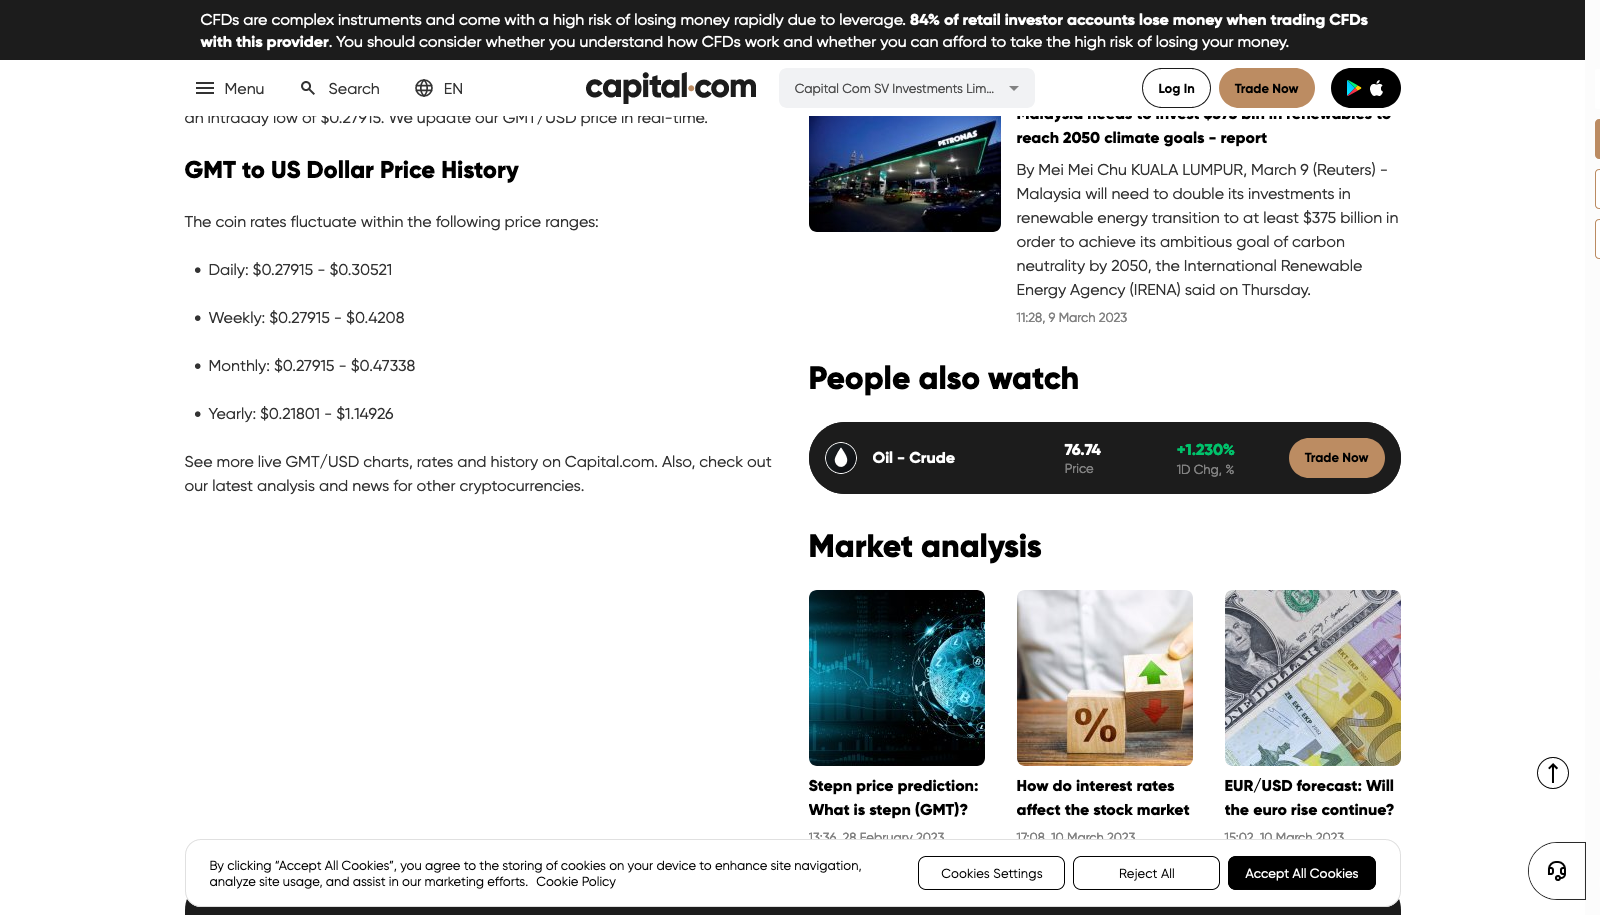 CFDs are complex instruments and come with a high risk of losing money rapidly due to leverage. 84% of retail investor accounts lose money when trading CFDs
with this provider. You should consider whether you understand how CFDs work and whether you can afford to take the high risk of losing your money.
Menu
Search
EN
capital.com
Capital Com SV Investments Lim...
Log In
Trade Now
an intraday low of $0.27915. We update our GMT/USD price in real-time.
GMT to US Dollar Price History
The coin rates fluctuate within the following price ranges:
• Daily: $0.27915 - $0.30521
• Weekly: $0.27915 - $0.4208
• Monthly: $0.27915 - $0.47338
• Yearly: $0.21801 - $1.14926
See more live GMT/USD charts, rates and history on Capital.com. Also, check out
our latest analysis and news for other cryptocurrencies.
PETRONAS
Malaysia needs to invest $375 bln in renewables to
reach 2050 climate goals - report
By Mei Mei Chu KUALA LUMPUR, March 9 (Reuters) -
Malaysia will need to double its investments in
renewable energy transition to at least $375 billion in
order to achieve its ambitious goal of carbon
neutrality by 2050, the International Renewable
Energy Agency (IRENA) said on Thursday.
11:28, 9 March 2023
People also watch
Oil - Crude
76.74
Price
+1.230%
1D Chg, %
Trade Now
Market analysis
%
Stepn price prediction:
What is stepn (GMT)?
13:36, 28 February 2023
How do interest rates
affect the stock market
17:08, 10 March 2023
EUR/USD forecast: Will
the euro rise continue?
15:02, 10 March 2023
By clicking “Accept All Cookies”, you agree to the storing of cookies on your device to enhance site navigation,
analyze site usage, and assist in our marketing efforts. Cookie Policy
Cookies Settings
Reject All
Accept All Cookies